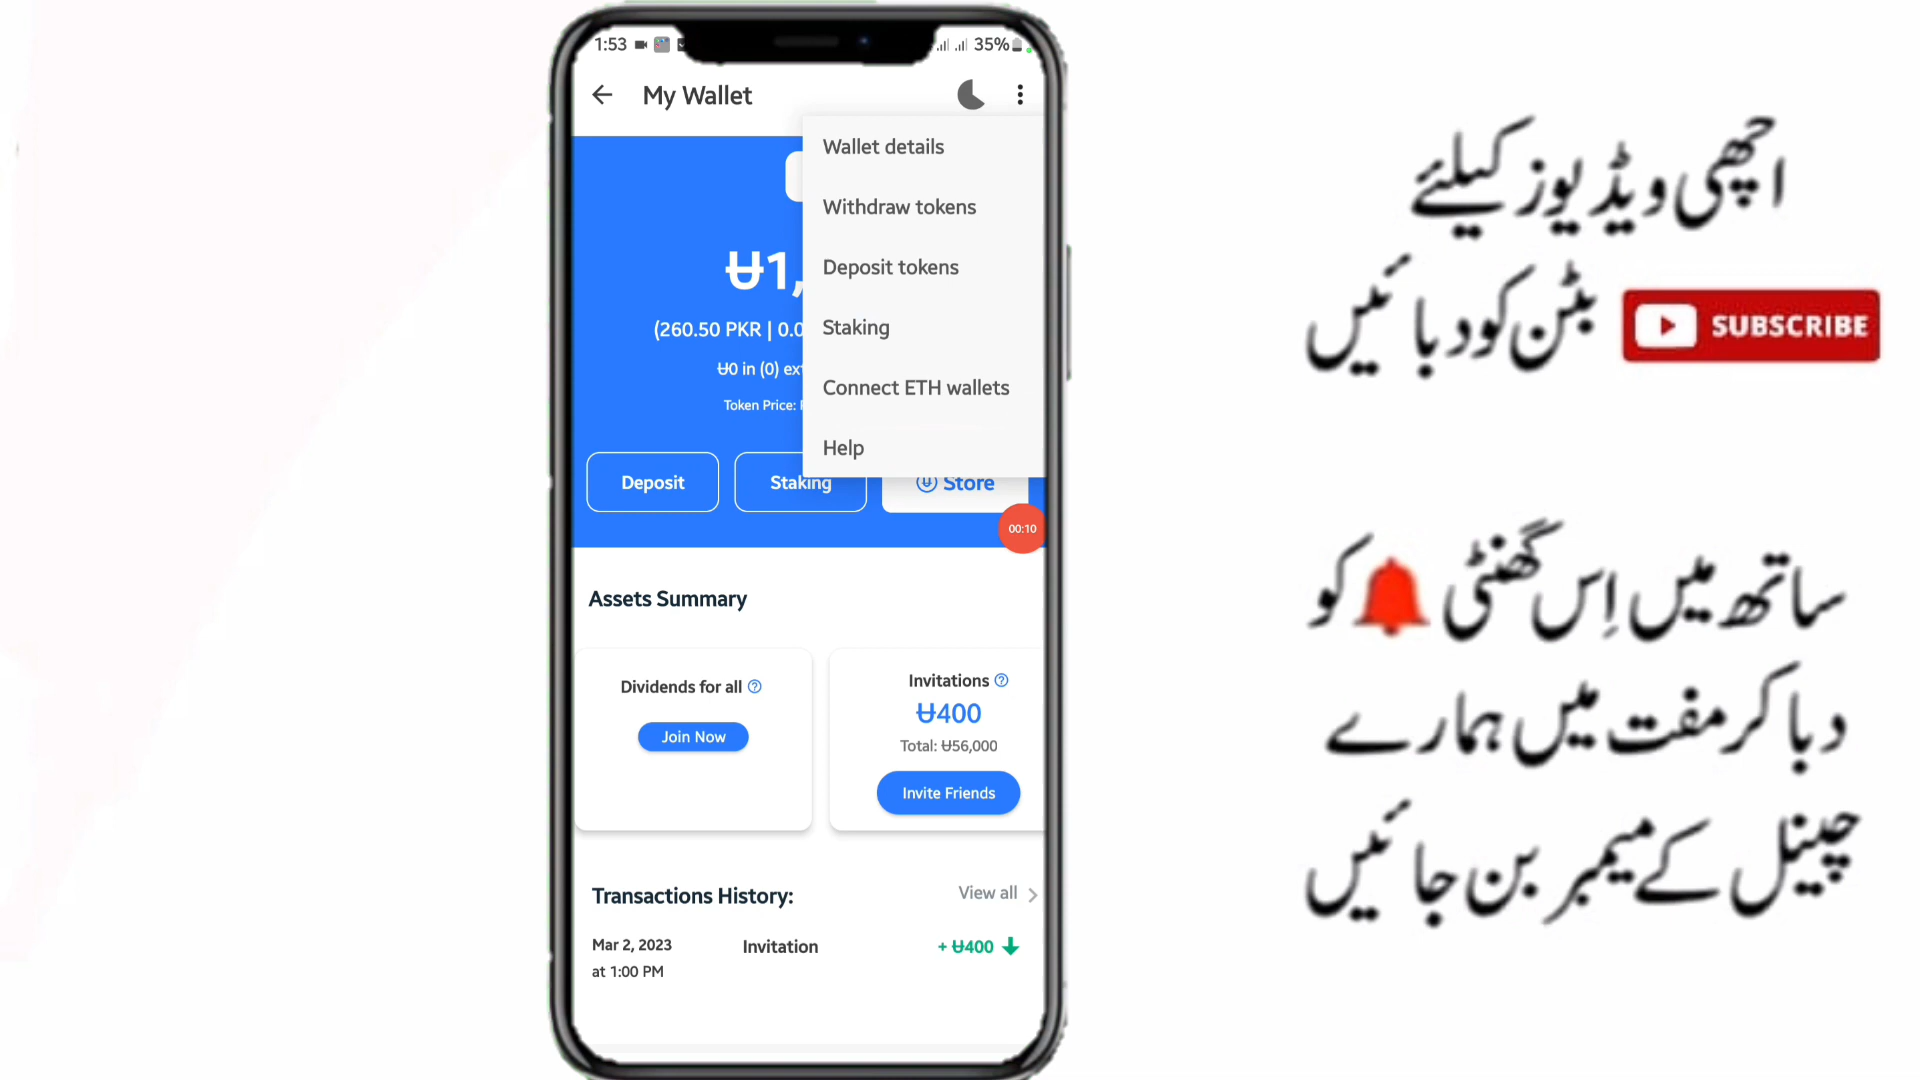 1:53
35%
My Wallet
Wallet details
Withdraw tokens
Deposit tokens
Staking
Connect ETH wallets
Help
Ʉ1,
(260.50 PKR | 0.0
Ʉ0 in (0) ex
Token Price:
Deposit
Staking
Store
00:10
Assets Summary
Dividends for all
Join Now
Invitations
Ʉ400
Total: Ʉ56,000
Invite Friends
Transactions History:
View all
Mar 2, 2023
at 1:00 PM
Invitation
+ Ʉ400
اچھی ویڈیوز کیلئے
بٹن کو دبائیں
SUBSCRIBE
ساتھ میں اِس گھنٹی کو
دبا کر مفت میں ہمارے
چینل کے میمبر بن جائیں